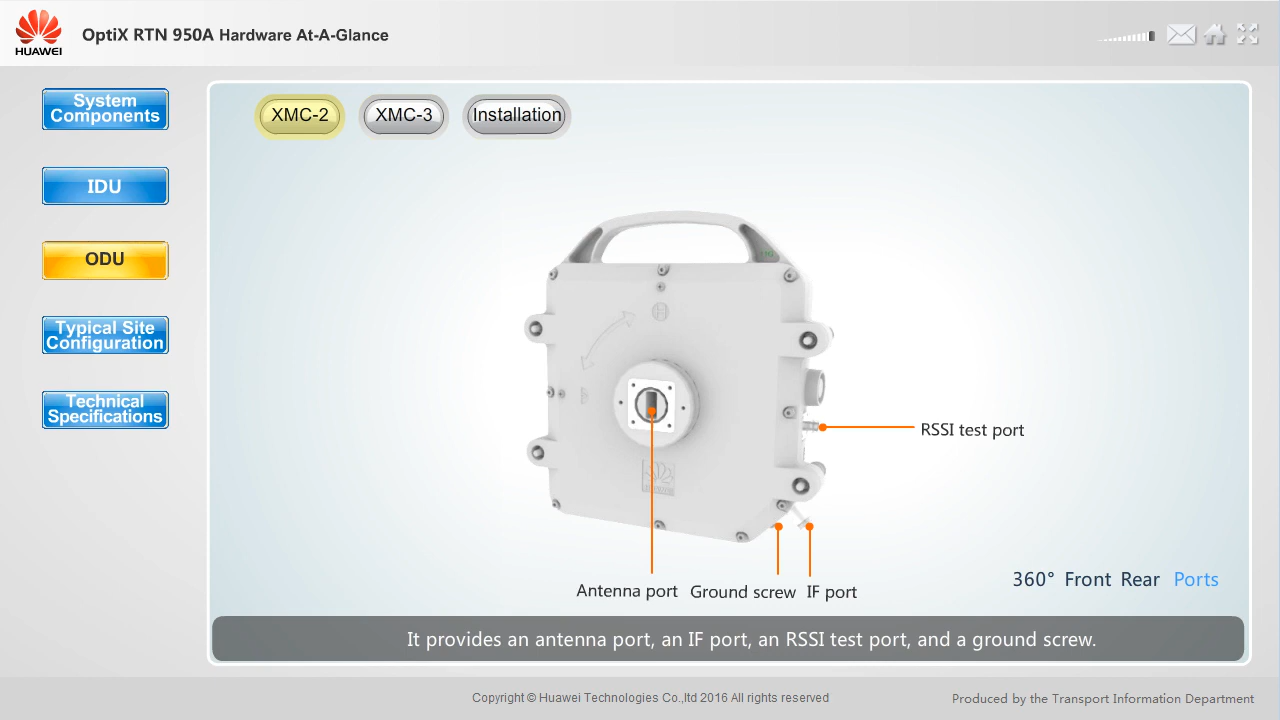 HUAWEI
OptiX RTN 950A Hardware At-A-Glance
System
Components
IDU
ODU
Typical Site
Configuration
Technical
Specifications
XMC-2
XMC-3
Installation
H
RSSI test port
Antenna port
Ground screw
IF port
360° Front Rear Ports
It provides an antenna port, an IF port, an RSSI test port, and a ground screw.
Copyright © Huawei Technologies Co.,ltd 2016 All rights reserved
Produced by the Transport Information Department